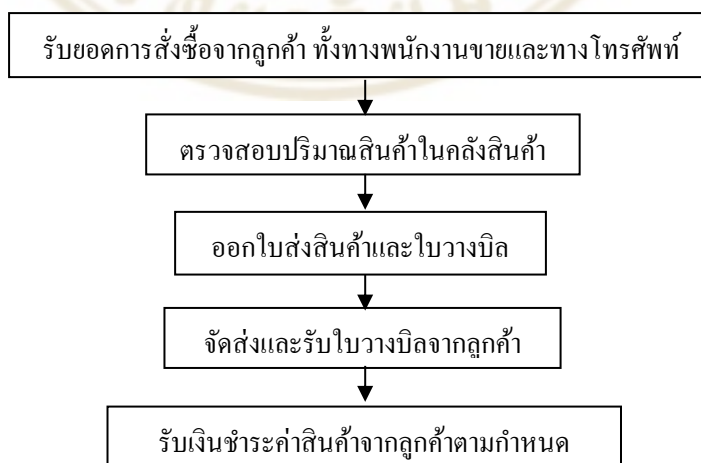 รับยอดการสั่งซื้อจากลูกค้า ทั้งทางพนักงานขายและทางโทรศัพท์
ตรวจสอบปริมาณสินค้าในคลังสินค้า
ออกใบส่งสินค้าและใบวางบิล
จัดส่งและรับใบวางบิลจากลูกค้า
รับเงินชำระค่าสินค้าจากลูกค้าตามกำหนด